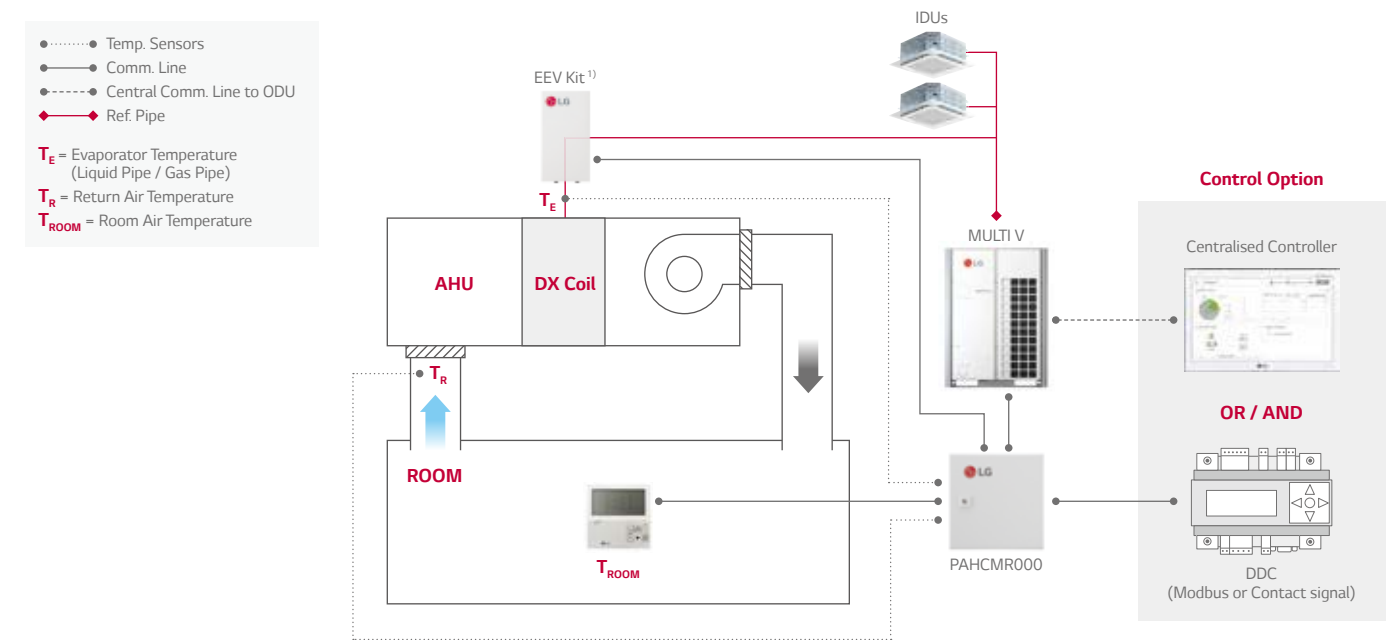 Temp. Sensors
Comm. Line
Central Comm. Line to ODU
Ref. Pipe
TE = Evaporator Temperature
(Liquid Pipe / Gas Pipe)
TR = Return Air Temperature
TROOM = Room Air Temperature
IDUs
EEV Kit 1)
LG
TE
AHU
DX Coil
TR
ROOM
TROOM
MULTI V
LG
LG
PAHCMR000
Control Option
Centralised Controller
LG
OR / AND
DDC
(Modbus or Contact signal)